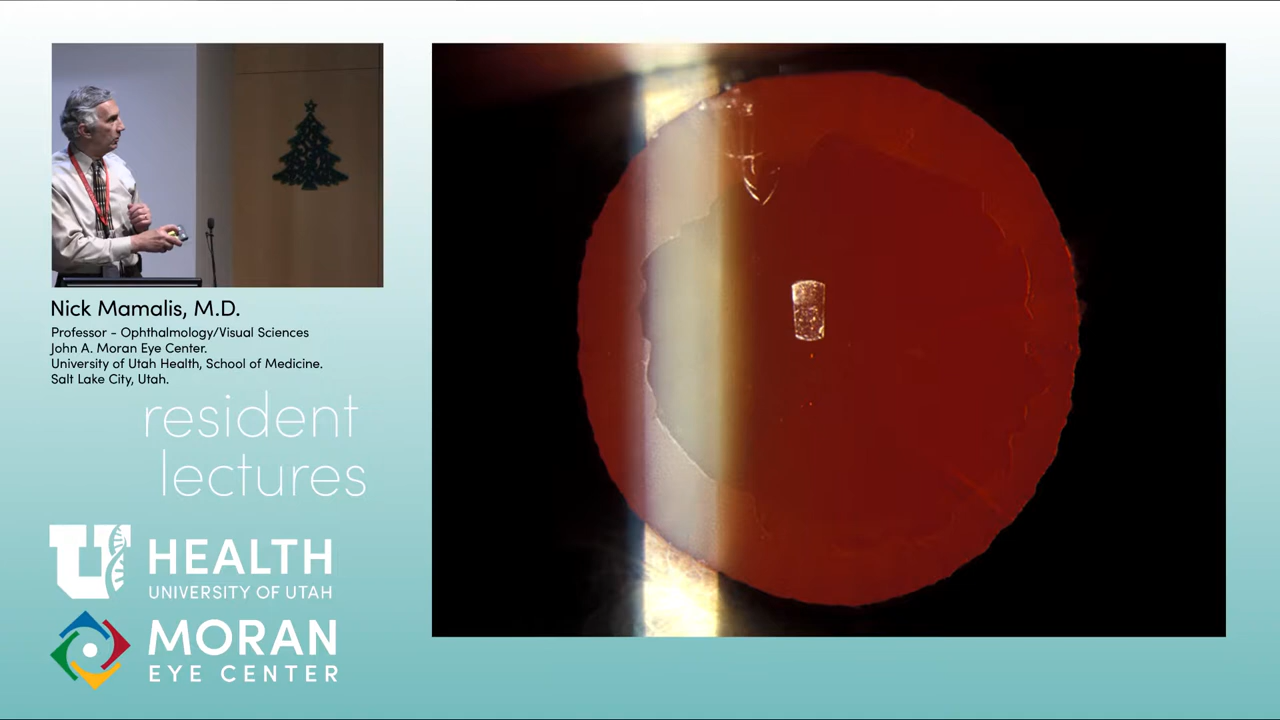 Nick Mamalis, M.D.
Professor - Ophthalmology/Visual Sciences
John A. Moran Eye Center.
University of Utah Health, School of Medicine.
Salt Lake City, Utah.
resident
lectures
U HEALTH
UNIVERSITY OF UTAH
MORAN
EYE CENTER